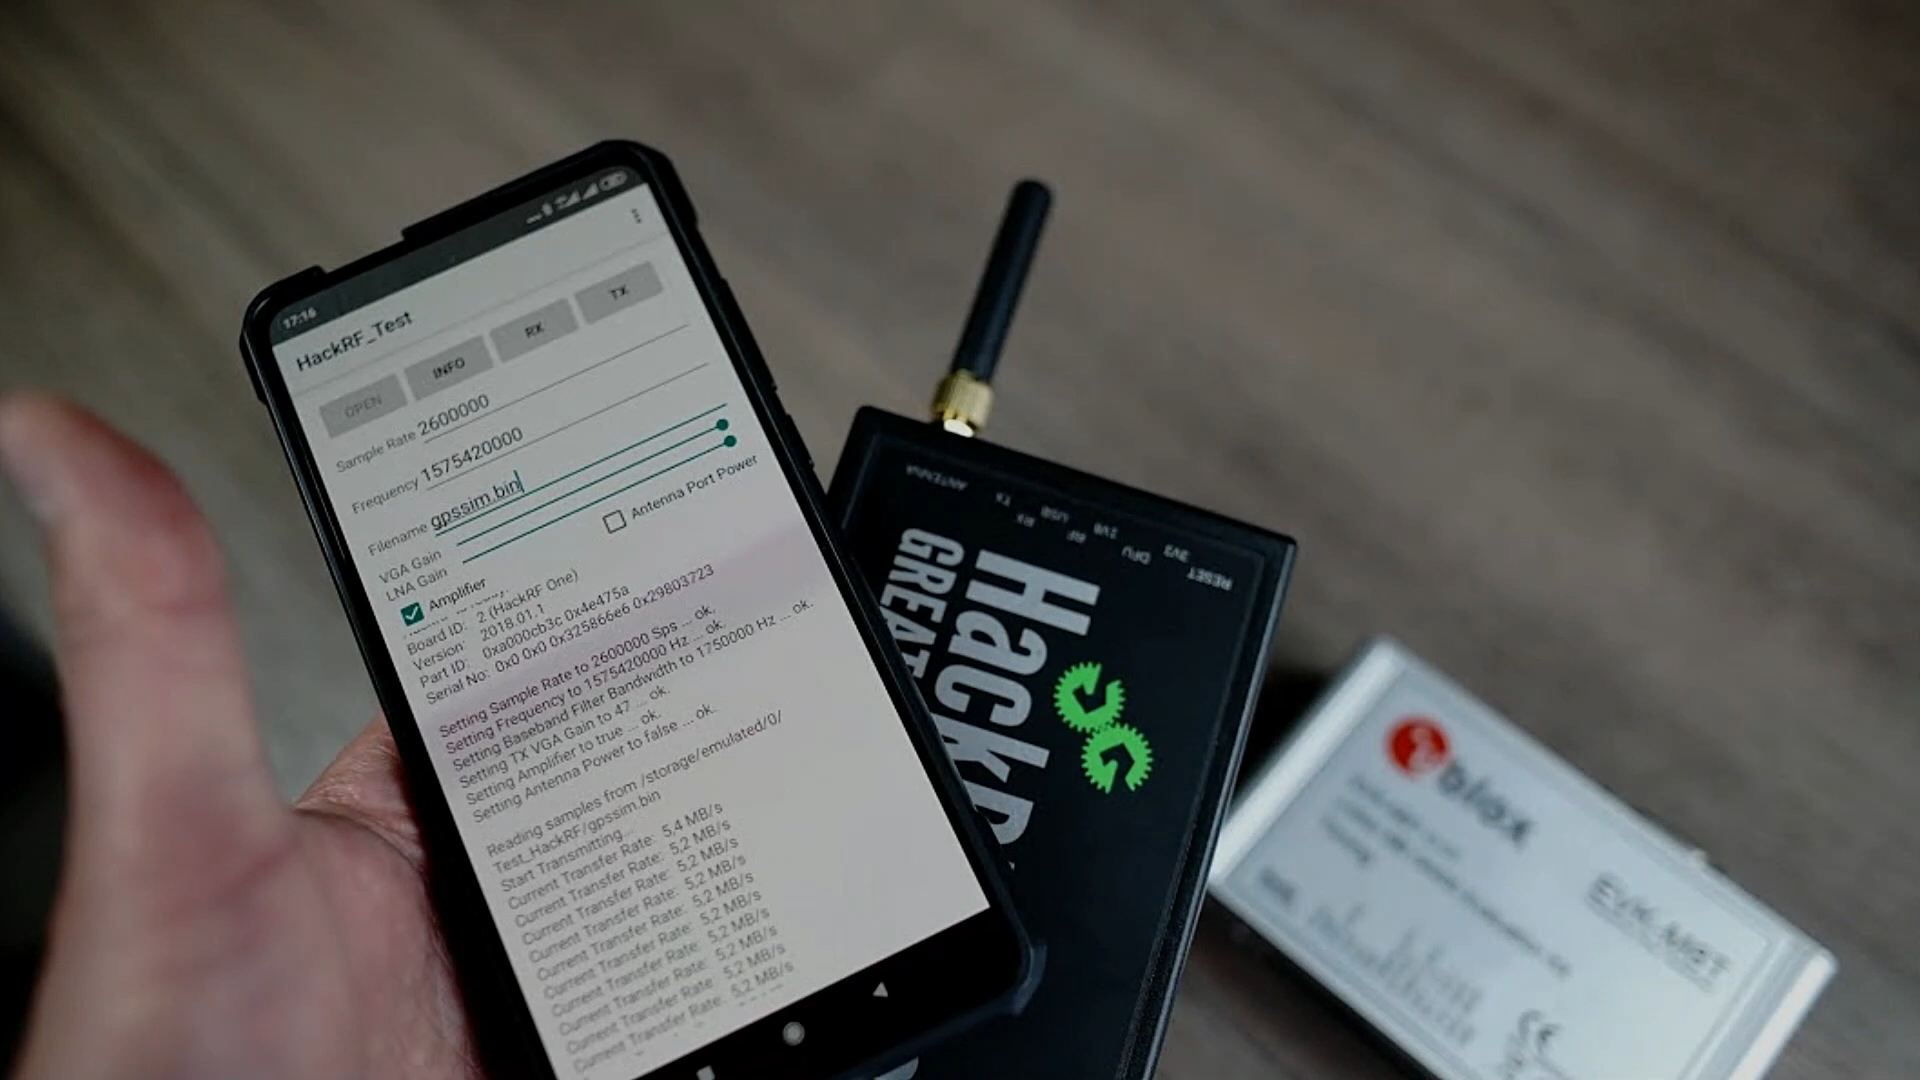 17:16
HackRF_Test
OPEN INFO RX TX
Sample Rate 2600000
Frequency 1575420000
Filename gpssim.bin
VGA Gain
LNA Gain
Amplifier Antenna Port Power
Board ID: 2 (HackRF One)
Version: 2018.01.1
Part ID: 0xa000cb3c 0x4e475a
Serial No: 0x0 0x0 0x325866e6 0x29803723
Setting Sample Rate to 2600000 Sps ... ok.
Setting Frequency to 1575420000 Hz ... ok.
Setting Baseband Filter Bandwidth to 1750000 Hz ... ok.
Setting TX VGA Gain to 47 ... ok.
Setting Amplifier to true ... ok.
Setting Antenna Power to false ... ok.
Reading samples from /storage/emulated/0/
Test_HackRF/gpssim.bin
Start Transmitting...
Current Transfer Rate: 5,4 MB/s
Current Transfer Rate: 5,2 MB/s
Current Transfer Rate: 5,2 MB/s
Current Transfer Rate: 5,2 MB/s
Current Transfer Rate: 5,2 MB/s
Current Transfer Rate: 5,2 MB/s
Current Transfer Rate: 5,2 MB/s
Current Transfer Rate: 5,2 MB/s
Current Transfer Rate: 5,2 MB/s
Current Transfer Rate:
ANTENNA TX RX USB RF 1V8 DFU 3V3 RESET
HackR
GREAT
ublox
EVK-M8T
CE